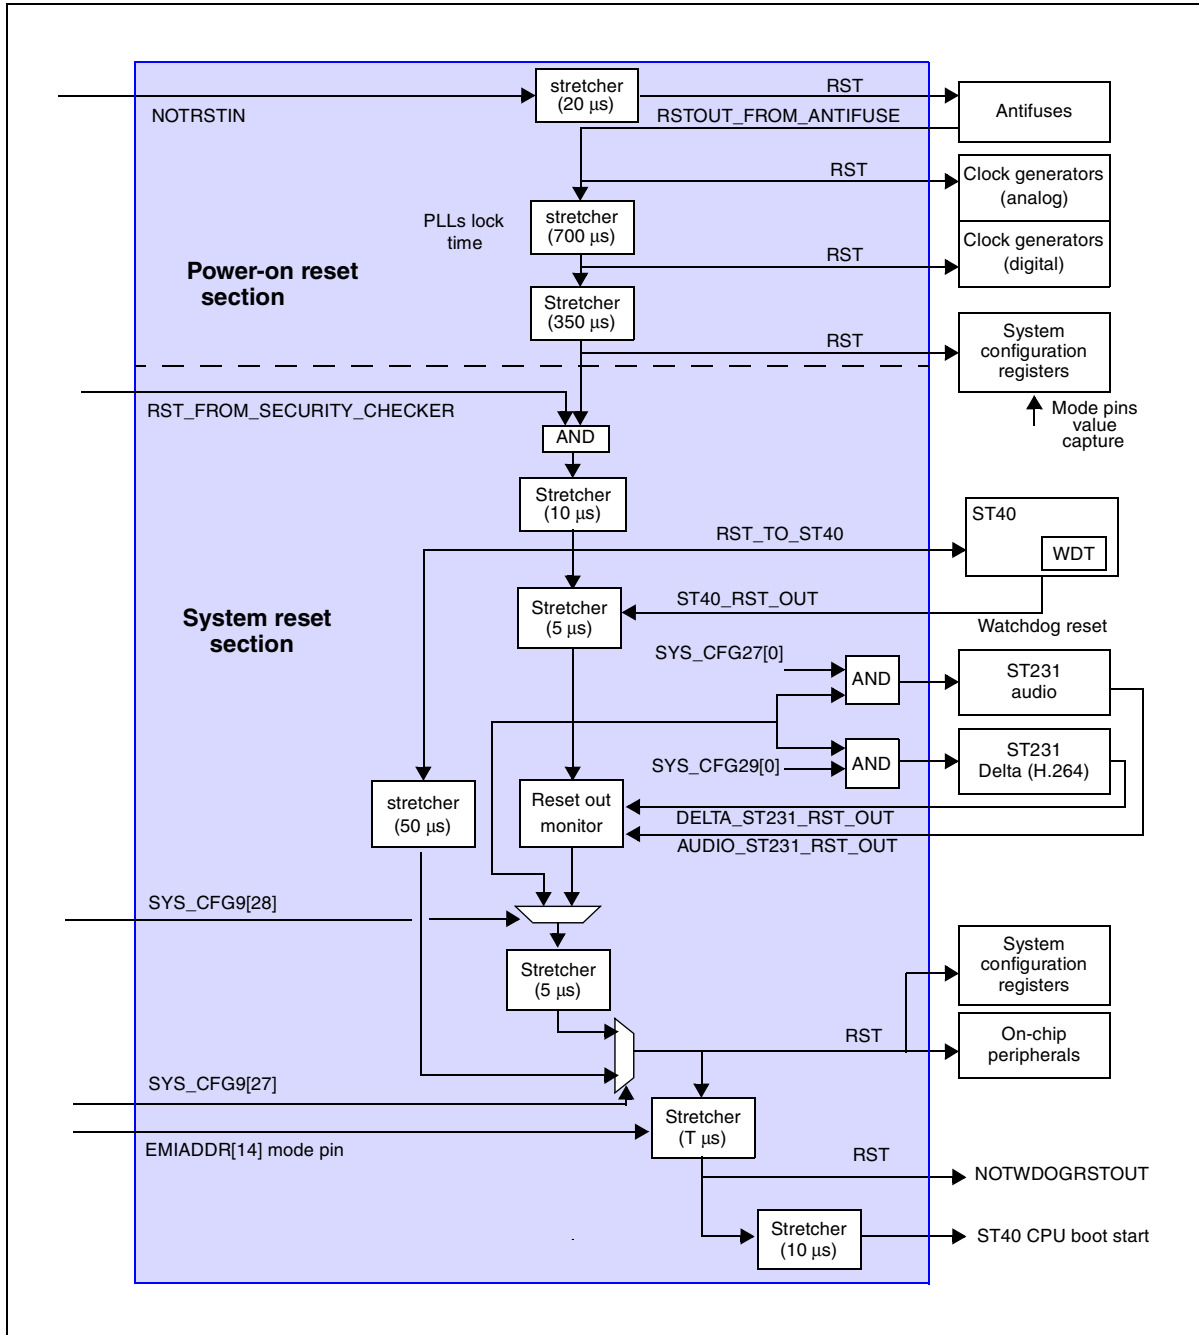 stretcher
(20 μs)
RST
NOTRSTIN
RSTOUT_FROM_ANTIFUSE
Antifuses
RST
Clock generators
(analog)
PLLs lock
time
stretcher
(700 μs)
Clock generators
(digital)
RST
Power-on reset
section
Stretcher
(350 μs)
RST
System
configuration
registers
RST_FROM_SECURITY_CHECKER
Mode pins
value
capture
AND
Stretcher
(10 μs)
RST_TO_ST40
ST40
WDT
Stretcher
(5 μs)
ST40_RST_OUT
System reset
section
Watchdog reset
SYS_CFG27[0]
AND
ST231
audio
SYS_CFG29[0]
AND
ST231
Delta (H.264)
stretcher
(50 μs)
Reset out
monitor
DELTA_ST231_RST_OUT
AUDIO_ST231_RST_OUT
SYS_CFG9[28]
Stretcher
(5 μs)
System
configuration
registers
RST
On-chip
peripherals
SYS_CFG9[27]
Stretcher
(T μs)
EMIADDR[14] mode pin
RST
NOTWDOGRSTOUT
Stretcher
(10 μs)
ST40 CPU boot start